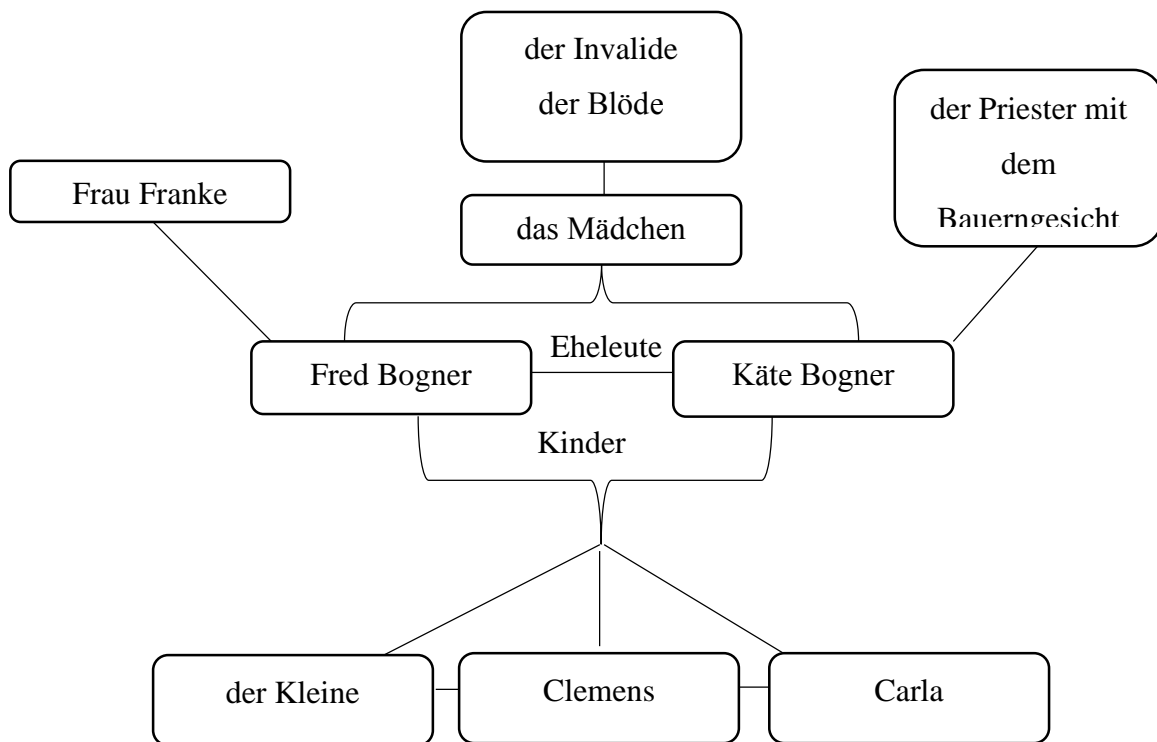 der Invalide
der Blöde
der Priester mit
dem
Bauerngesicht
Frau Franke
das Mädchen
Eheleute
Fred Bogner
Käte Bogner
Kinder
der Kleine
Clemens
Carla